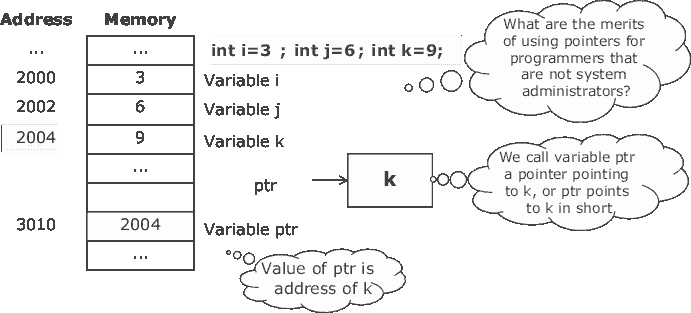 Address Memory
... ... int i=3 ; int j=6; int k=9;
2000 3 Variable i
2002 6 Variable j
2004 9 Variable k
...
ptr k
3010 2004 Variable ptr
...
What are the merits
of using pointers for
programmers that
are not system
administrators?
We call variable ptr
a pointer pointing
to k, or ptr points
to k in short
Value of ptr is
address of k